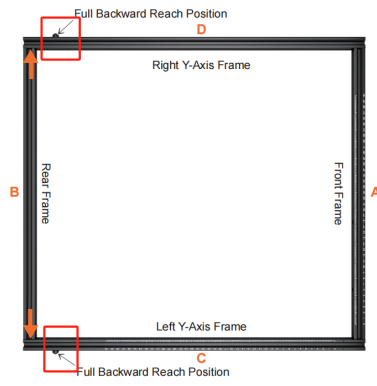 Full Backward Reach Position
D
Right Y-Axis Frame
B
Rear Frame
Front Frame
A
Left Y-Axis Frame
C
Full Backward Reach Position